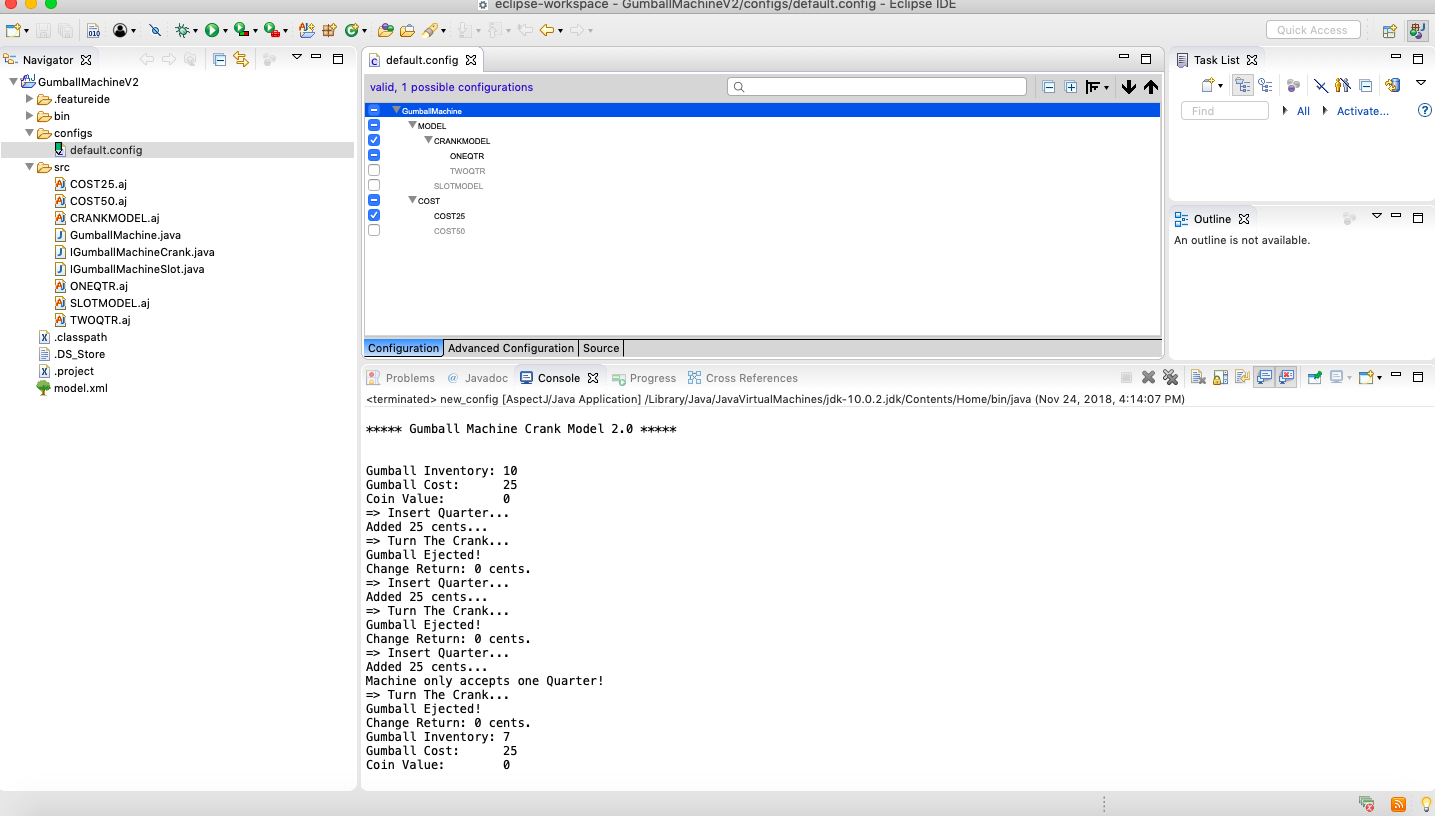 eclipse-workspace - GumballMachineV2/configs/default.config - Eclipse IDE
Quick Access
Navigator
GumballMachineV2
.featureide
bin
configs
default.config
src
COST25.aj
COST50.aj
CRANKMODEL.aj
GumballMachine.java
IGumballMachineCrank.java
IGumballMachineSlot.java
ONEQTR.aj
SLOTMODEL.aj
TWOQTR.aj
.classpath
.DS_Store
.project
model.xml
default.config
valid, 1 possible configurations
GumballMachine
MODEL
CRANKMODEL
ONEQTR
TWOQTR
SLOTMODEL
COST
COST25
COST50
Configuration Advanced Configuration Source
Task List
Find All Activate...
Outline
An outline is not available.
Problems Javadoc Console Progress Cross References
<terminated> new_config [AspectJ/Java Application] /Library/Java/JavaVirtualMachines/jdk-10.0.2.jdk/Contents/Home/bin/java (Nov 24, 2018, 4:14:07 PM)
***** Gumball Machine Crank Model 2.0 *****
Gumball Inventory: 10
Gumball Cost: 25
Coin Value: 0
=> Insert Quarter...
Added 25 cents...
=> Turn The Crank...
Gumball Ejected!
Change Return: 0 cents.
=> Insert Quarter...
Added 25 cents...
=> Turn The Crank...
Gumball Ejected!
Change Return: 0 cents.
=> Insert Quarter...
Added 25 cents...
Machine only accepts one Quarter!
=> Turn The Crank...
Gumball Ejected!
Change Return: 0 cents.
Gumball Inventory: 7
Gumball Cost: 25
Coin Value: 0